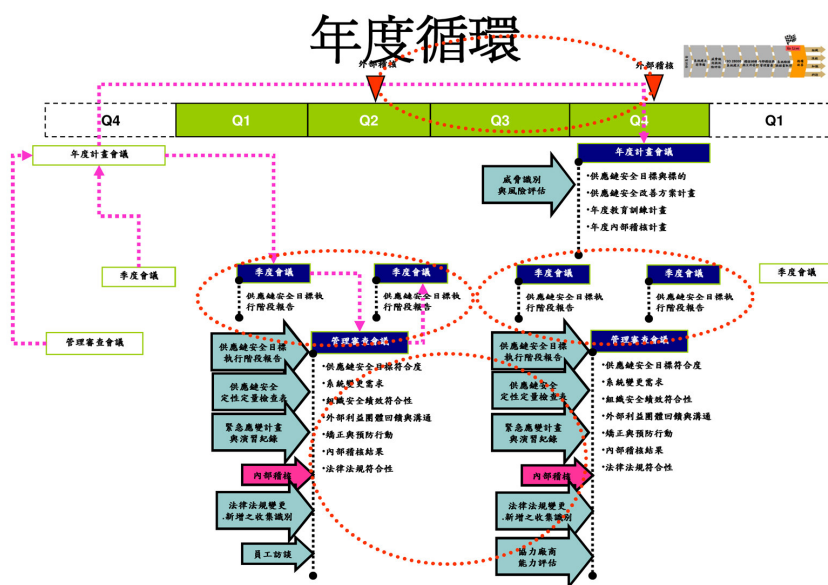 年度循環
外部稽核
外部稽核
Q4
Q1
Q2
Q3
Q4
Q1
年度計畫會議
年度計畫會議
威脅識別
與風險評估
•供應鏈安全目標與標的
•供應鏈安全改善方案計畫
•年度教育訓練計畫
•年度內部稽核計畫
季度會議
季度會議
季度會議
季度會議
季度會議
季度會議
供應鏈安全目標執
行階段報告
供應鏈安全目標執
行階段報告
供應鏈安全目標執
行階段報告
供應鏈安全目標執
行階段報告
管理審查會議
管理審查會議
管理審查會議
供應鏈安全目標
執行階段報告
供應鏈安全
定性定量檢查表
緊急應變計畫
與演習紀錄
內部稽核
法律法規變更
.新增之收集識別
員工訪談
•供應鏈安全目標符合度
•系統變更需求
•組織安全績效符合性
•外部利益團體回饋與溝通
•矯正與預防行動
•內部稽核結果
•法律法規符合性
供應鏈安全目標
執行階段報告
供應鏈安全
定性定量檢查表
緊急應變計畫
與演習紀錄
內部稽核
法律法規變更
.新增之收集識別
協力廠商
能力評估
•供應鏈安全目標符合度
•系統變更需求
•組織安全績效符合性
•外部利益團體回饋與溝通
•矯正與預防行動
•內部稽核結果
•法律法規符合性